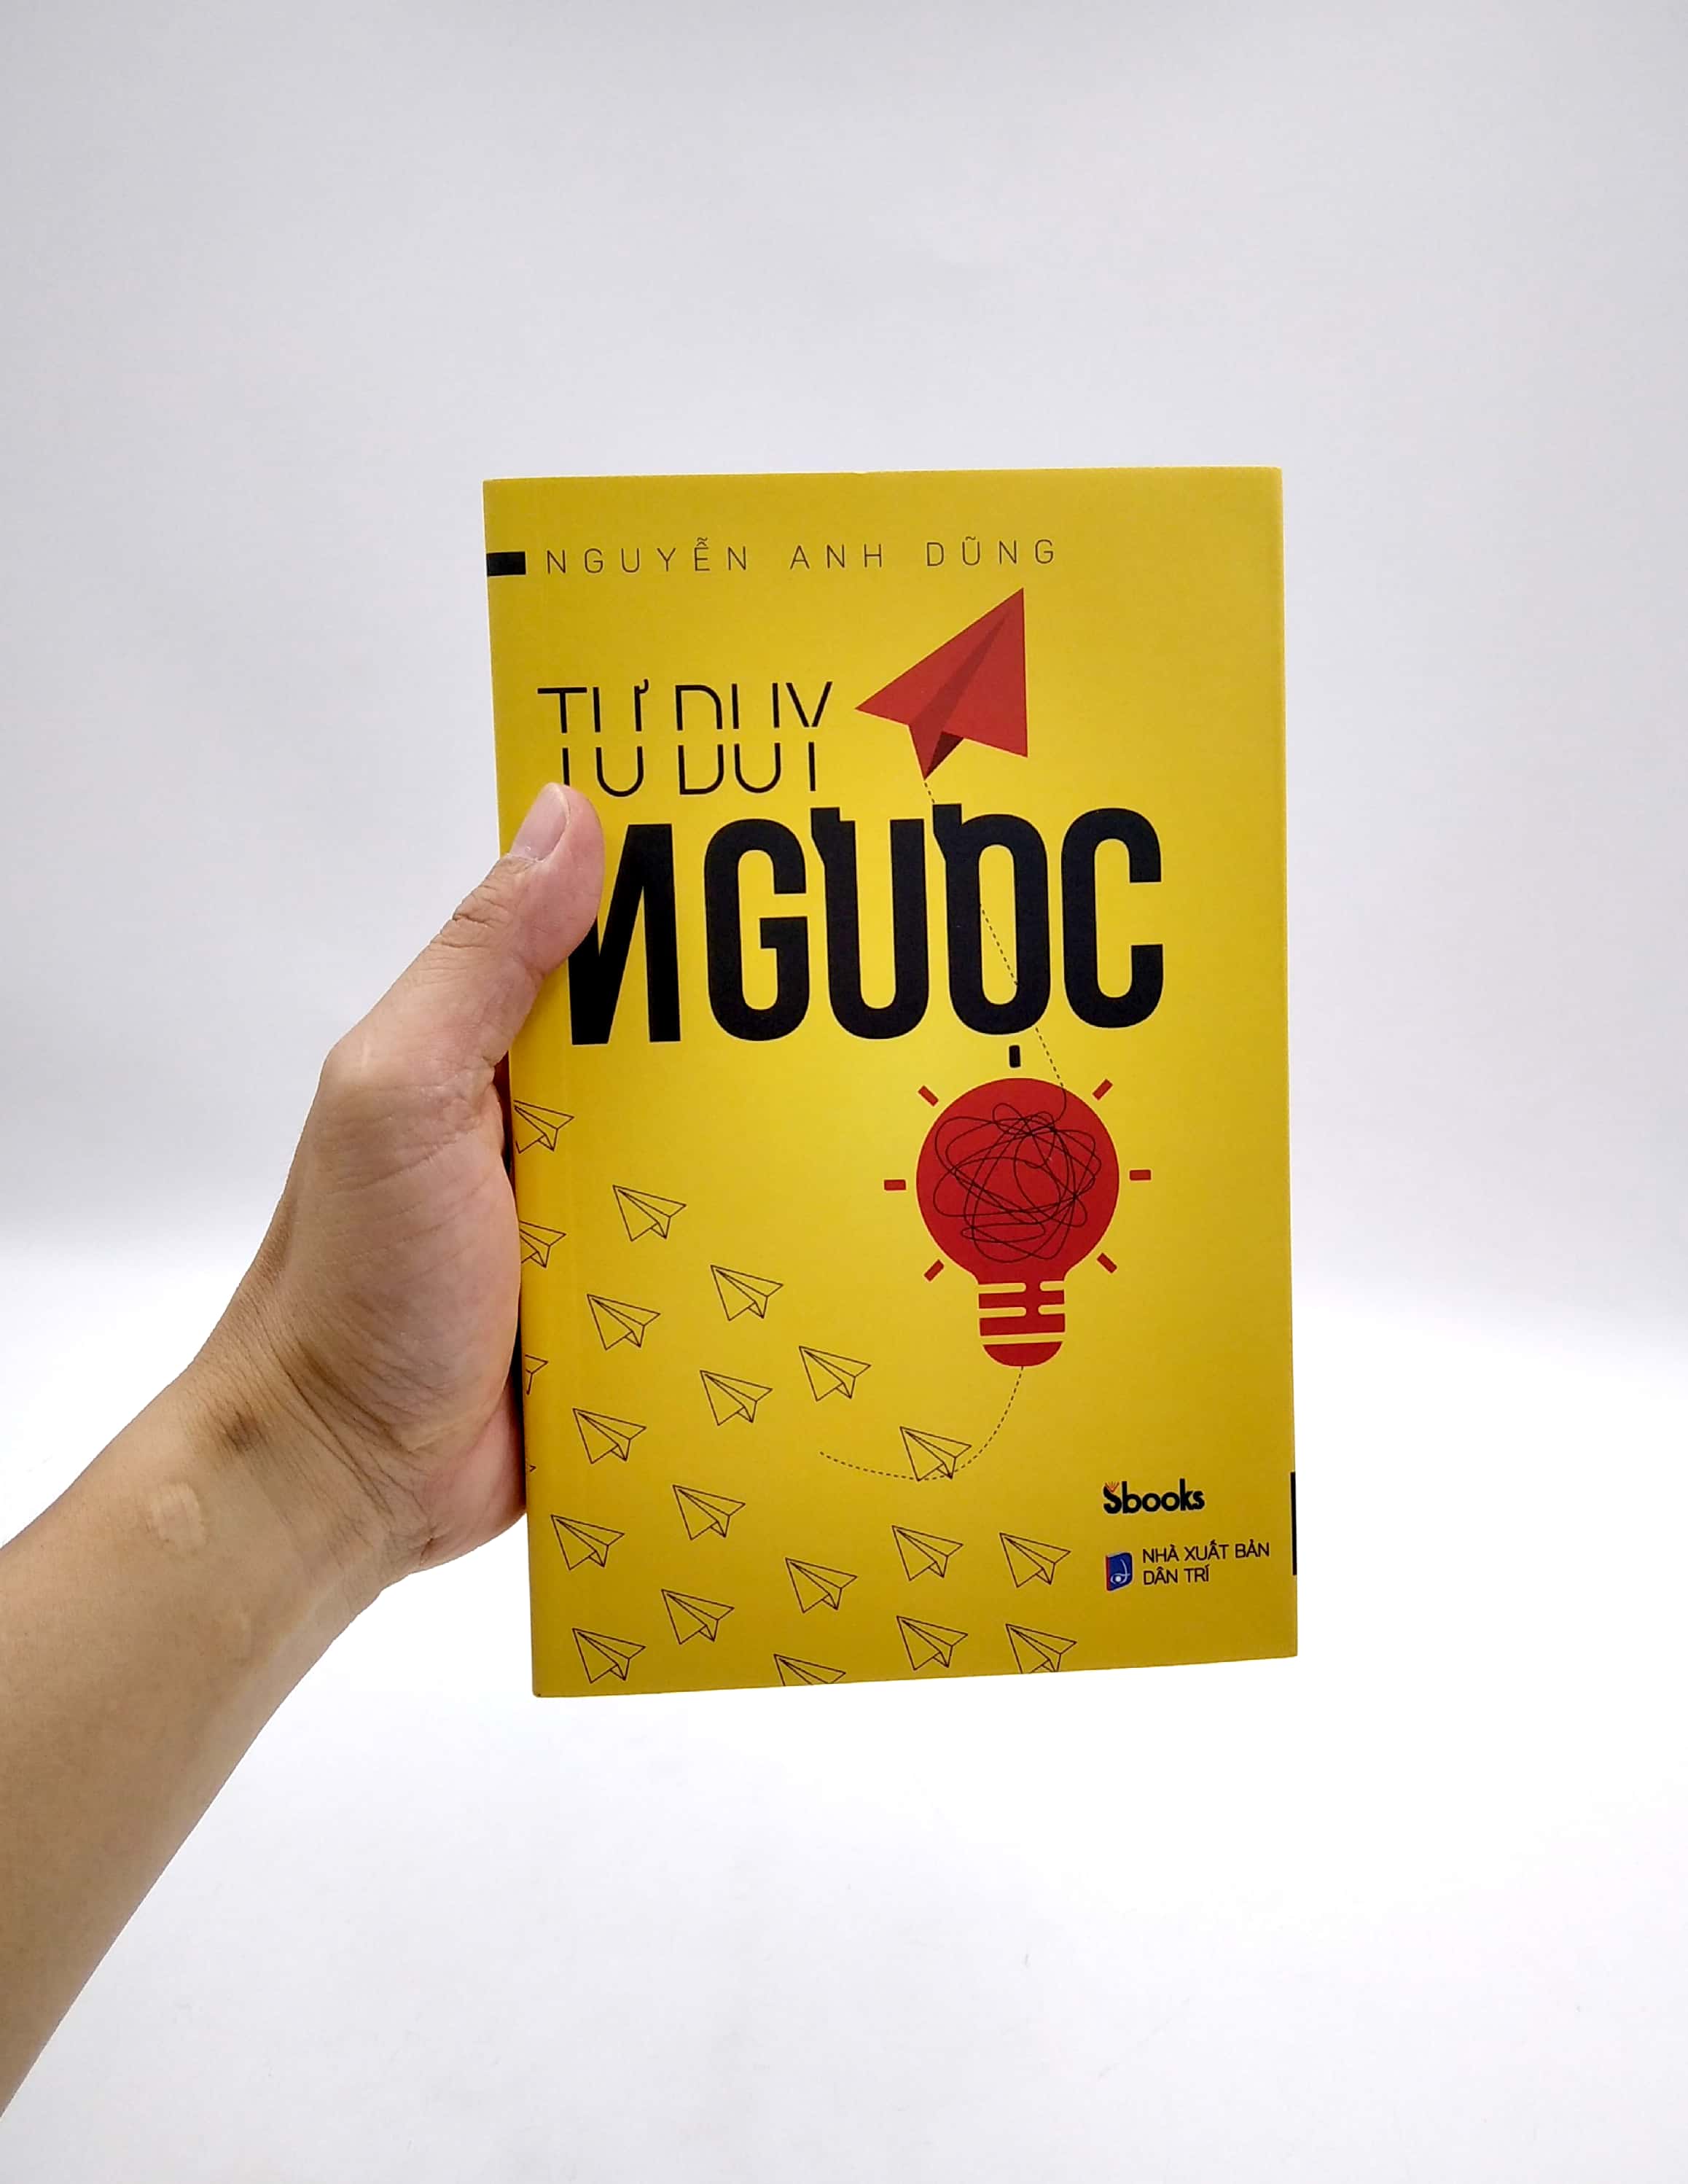 NGUYỄN ANH DŨNG
TƯ DUY
NGƯỢC
Sbooks
NHÀ XUẤT BẢN
DÂN TRÍ